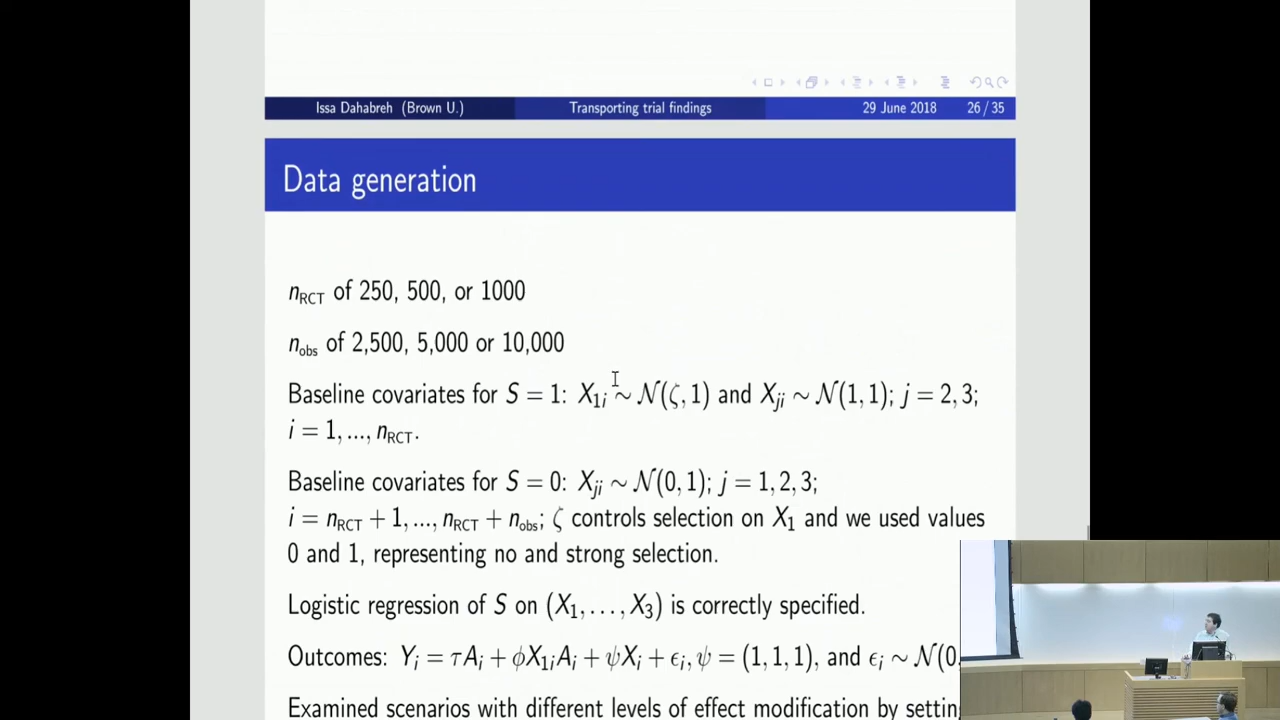 Issa Dahabreh (Brown U.) Transporting trial findings 29 June 2018 26 / 35
Data generation
n_RCT of 250, 500, or 1000
n_obs of 2,500, 5,000 or 10,000
Baseline covariates for S = 1: X_1i ∼ N(ζ, 1) and X_ji ∼ N(1, 1); j = 2, 3;
i = 1, ..., n_RCT.
Baseline covariates for S = 0: X_ji ∼ N(0, 1); j = 1, 2, 3;
i = n_RCT + 1, ..., n_RCT + n_obs; ζ controls selection on X_1 and we used values
0 and 1, representing no and strong selection.
Logistic regression of S on (X_1, . . . , X_3) is correctly specified.
Outcomes: Y_i = τA_i + ϕX_1iA_i + ψX_i + ϵ_i, ψ = (1, 1, 1), and ϵ_i ∼ N(0
Examined scenarios with different levels of effect modification by